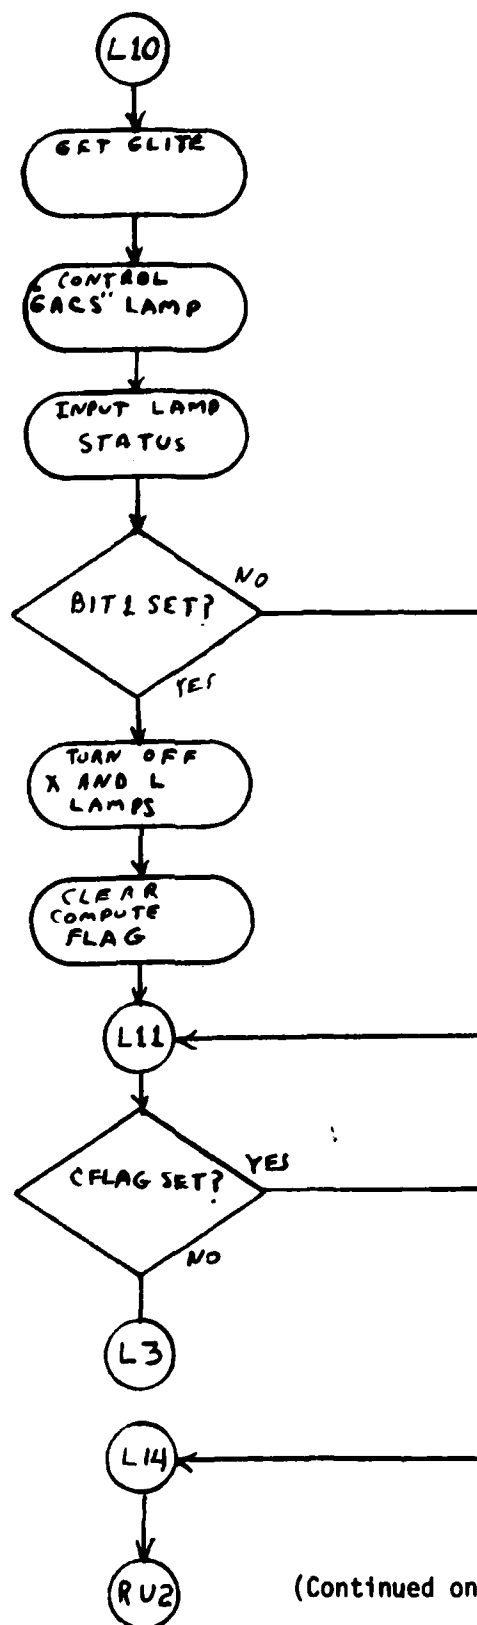 L10
GET GLITE
CONTROL
"GACS" LAMP
INPUT LAMP
STATUS
BIT 1 SET?
NO
YES
TURN OFF
X AND L
LAMPS
CLEAR
COMPUTE
FLAG
L11
CFLAG SET?
YES
NO
L3
L14
RU2
(Continued on